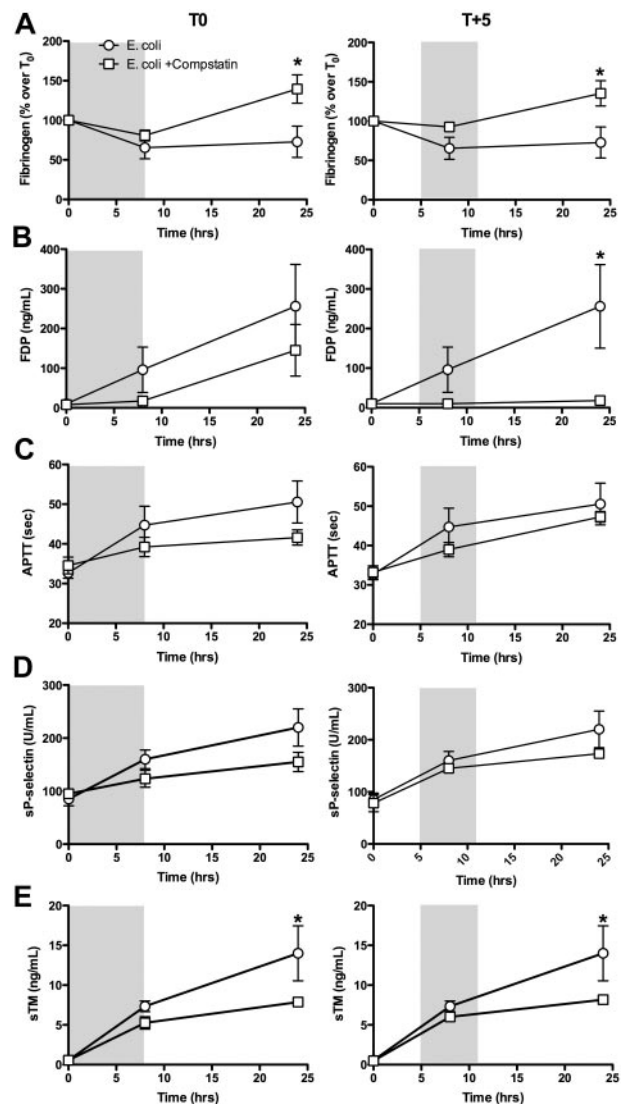 T0
T+5
A
Fibrinogen (% over T0)
150
200
100
50
0
E. coli
E. coli +Compstatin
*
0 5 10 15 20 25
Time (hrs)
Fibrinogen (% over T0)
200
150
100
50
0
*
0 5 10 15 20 25
Time (hrs)
B
FDP (ng/mL)
400
300
200
100
0
0 5 10 15 20 25
Time (hrs)
FDP (ng/mL)
400
300
200
100
0
*
0 5 10 15 20 25
Time (hrs)
C
APTT (sec)
60
50
40
30
20
0 5 10 15 20 25
Time (hrs)
APTT (sec)
60
50
40
30
20
0 5 10 15 20 25
Time (hrs)
D
sP-selectin (U/mL)
300
200
100
0
0 5 10 15 20 25
Time (hrs)
sP-selectin (U/mL)
300
200
100
0
0 5 10 15 20 25
Time (hrs)
E
sTM (ng/mL)
20
15
10
5
0
*
0 5 10 15 20 25
Time (hrs)
sTM (ng/mL)
20
15
10
5
0
*
0 5 10 15 20 25
Time (hrs)